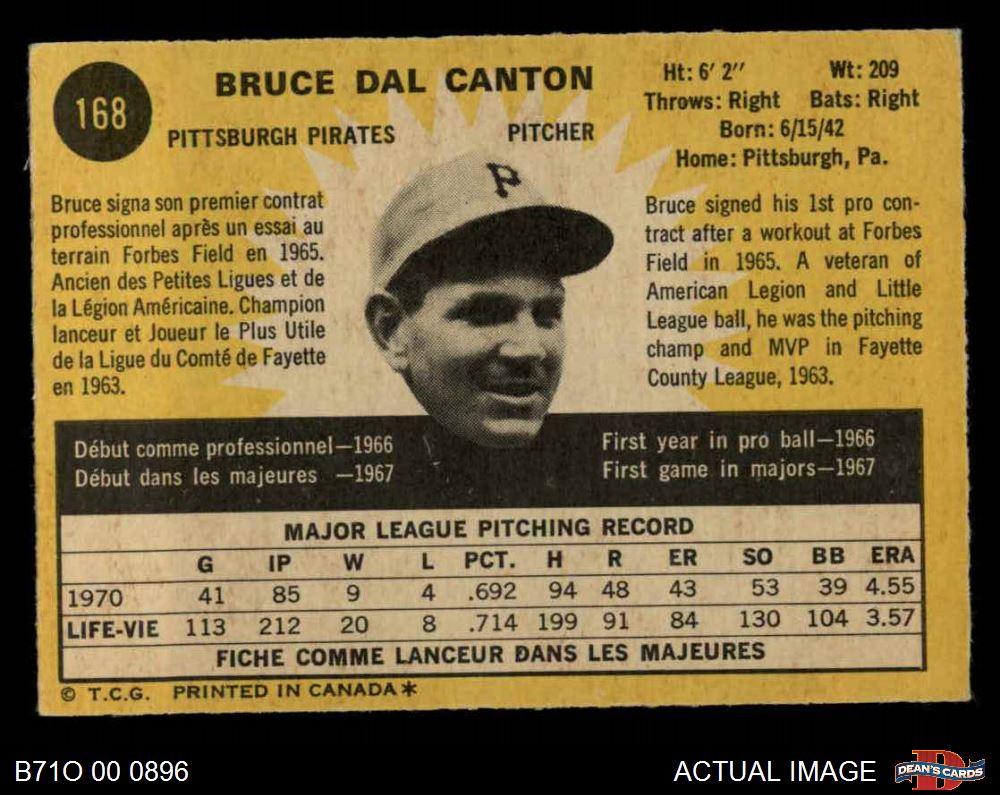 168
BRUCE DAL CANTON
PITTSBURGH PIRATES PITCHER
Ht: 6' 2" Wt: 209
Throws: Right Bats: Right
Born: 6/15/42
Home: Pittsburgh, Pa.
Bruce signa son premier contrat
professionnel après un essai au
terrain Forbes Field en 1965.
Ancien des Petites Ligues et de
la Légion Américaine. Champion
lanceur et Joueur le Plus Utile
de la Ligue du Comté de Fayette
en 1963.
P
Bruce signed his 1st pro con-
tract after a workout at Forbes
Field in 1965. A veteran of
American Legion and Little
League ball, he was the pitching
champ and MVP in Fayette
County League, 1963.
Début comme professionnel—1966
Début dans les majeures —1967
First year in pro ball—1966
First game in majors—1967
MAJOR LEAGUE PITCHING RECORD
G IP W L PCT. H R ER SO BB ERA
1970 41 85 9 4 .692 94 48 43 53 39 4.55
LIFE-VIE 113 212 20 8 .714 199 91 84 130 104 3.57
FICHE COMME LANCEUR DANS LES MAJEURES
© T.C.G. PRINTED IN CANADA*
B71O 00 0896
ACTUAL IMAGE
D
DEAN'S CARDS